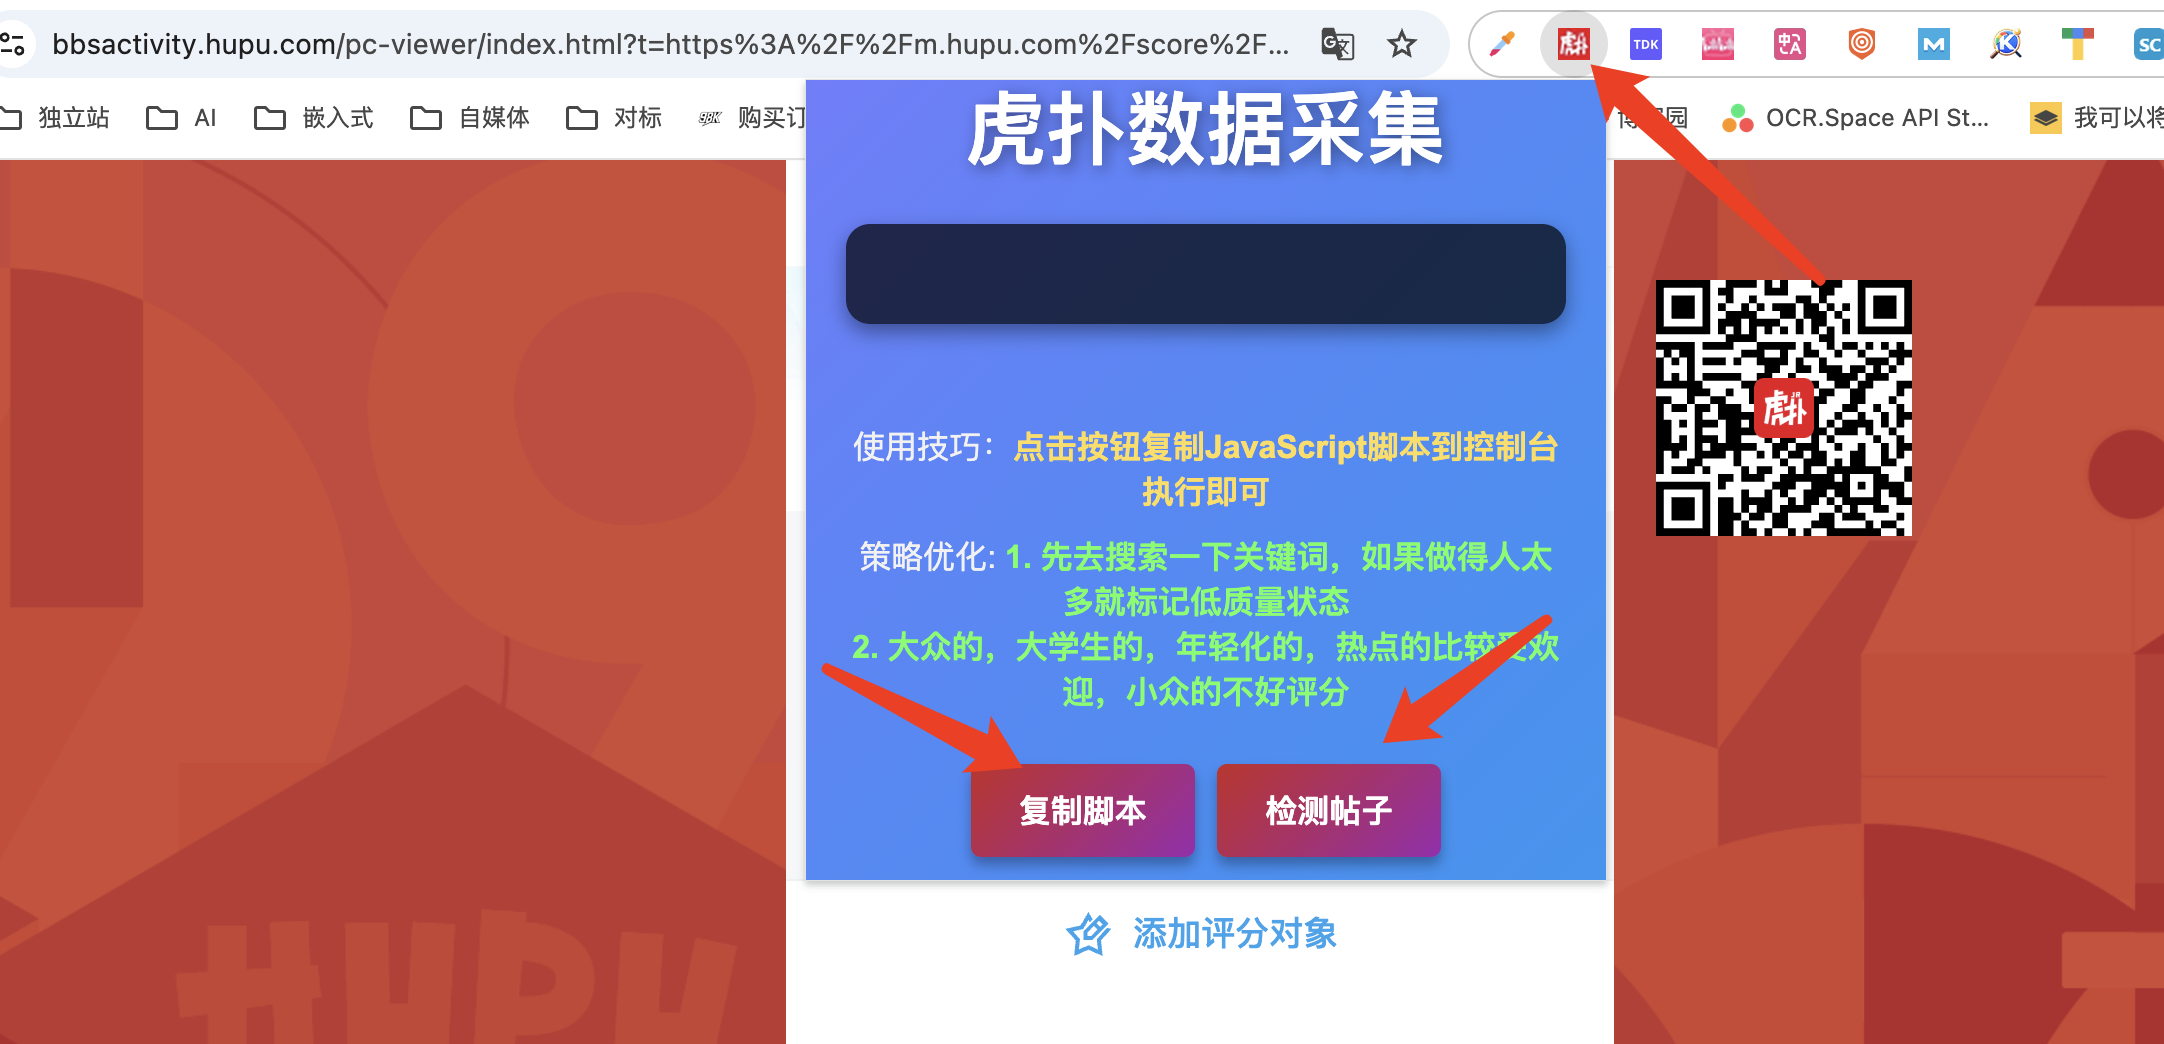 bbsactivity.hupu.com/pc-viewer/index.html?t=https%3A%2F%2Fm.hupu.com%2Fscore%2F...
虎扑
TDK
中A
M
K
SC
独立站
AI
嵌入式
自媒体
对标
购买订
园
OCR.Space API St...
我可以将
虎扑数据采集
使用技巧：点击按钮复制JavaScript脚本到控制台
执行即可
策略优化: 1. 先去搜索一下关键词，如果做得人太
多就标记低质量状态
2. 大众的，大学生的，年轻化的，热点的比较受欢
迎，小众的不好评分
复制脚本
检测帖子
虎扑
添加评分对象
HUPU